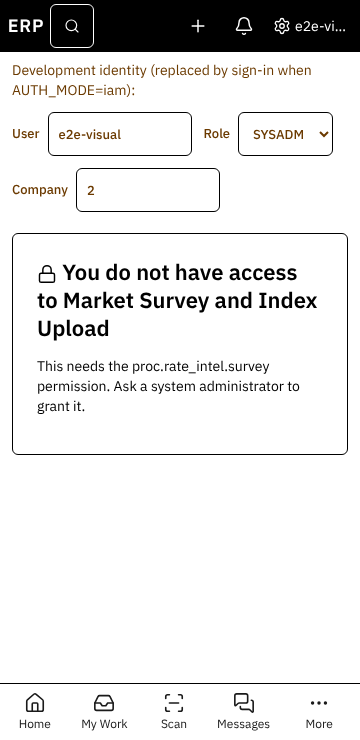 ERP
e2e-vi...
Development identity (replaced by sign-in when
AUTH_MODE=iam):
User
e2e-visual
Role
SYSADM
Company
2
You do not have access
to Market Survey and Index
Upload
This needs the proc.rate_intel.survey
permission. Ask a system administrator to
grant it.
Home
My Work
Scan
Messages
More